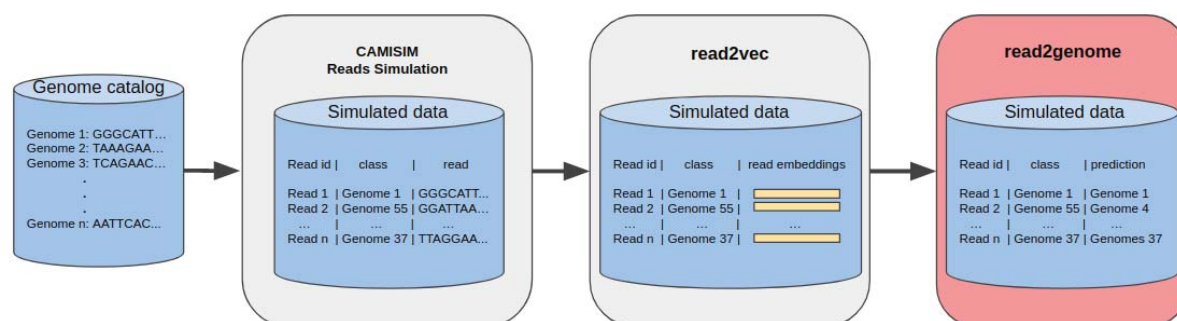 Genome catalog
Genome 1: GGGCATT...
Genome 2: TAAAGAA...
Genome 3: TCAGAAC...
.
.
.
Genome n: AATTCAC...
CAMISIM
Reads Simulation
Simulated data
Read id | class | read
Read 1 | Genome 1 | GGGCATT...
Read 2 | Genome 55 | GGATTAA...
... | ... | ...
Read n | Genome 37 | TTAGGAA...
read2vec
Simulated data
Read id | class | read embeddings
Read 1 | Genome 1 |
Read 2 | Genome 55 |
... | ... | ...
Read n | Genome 37 |
read2genome
Simulated data
Read id | class | prediction
Read 1 | Genome 1 | Genome 1
Read 2 | Genome 55 | Genome 4
... | ... | ...
Read n | Genome 37 | Genomes 37